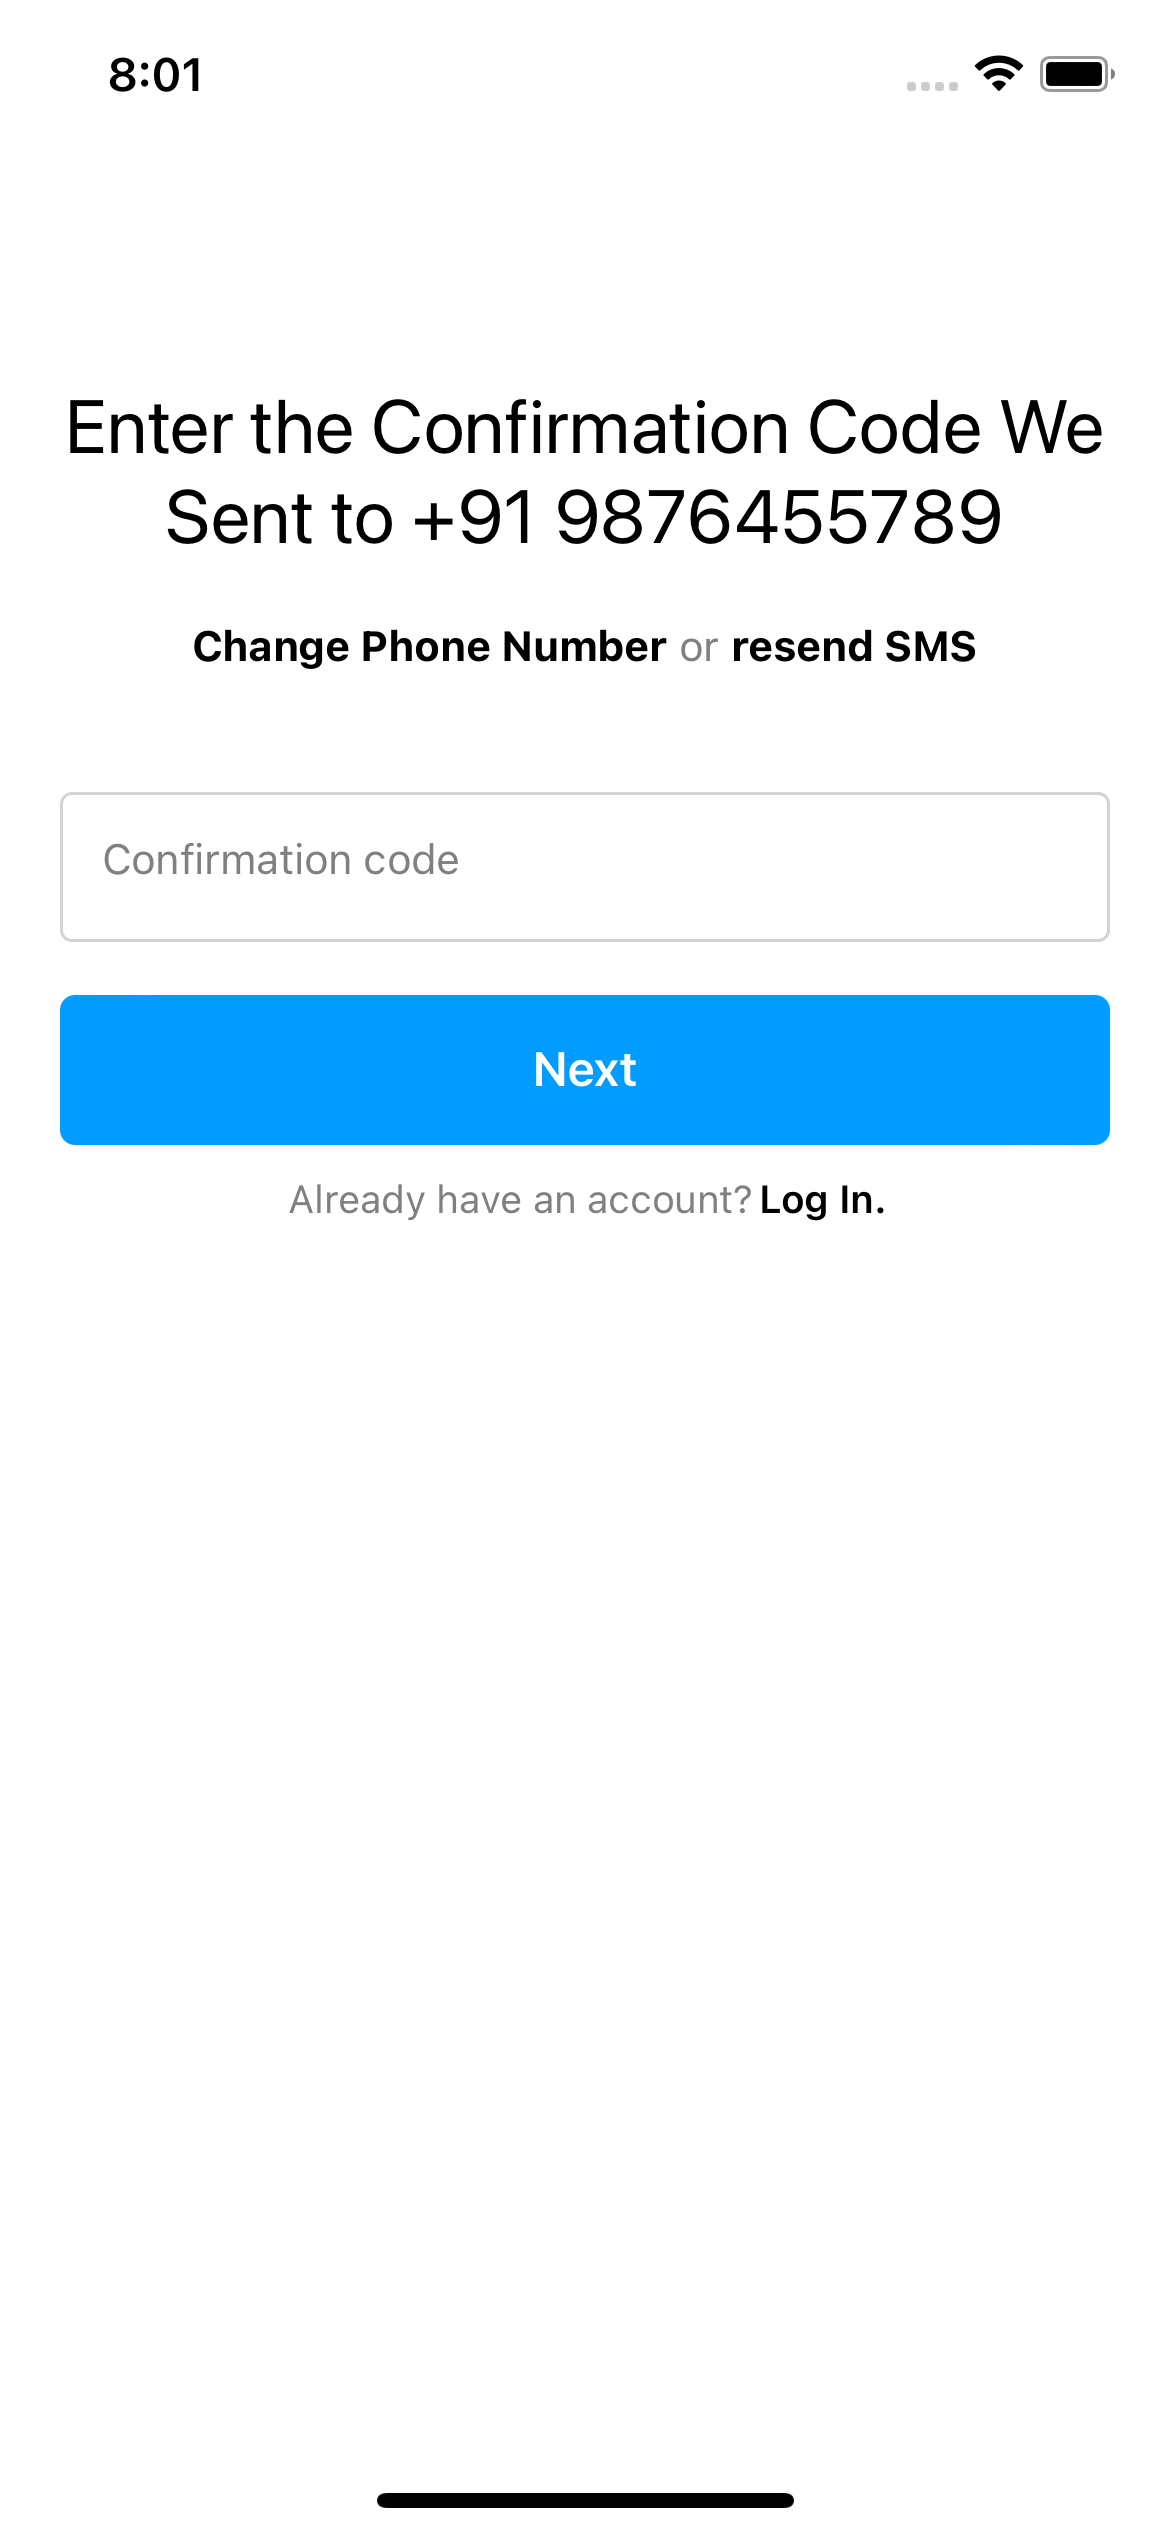 8:01
Enter the Confirmation Code We
Sent to +91 9876455789
Change Phone Number or resend SMS
Confirmation code
Next
Already have an account? Log In.